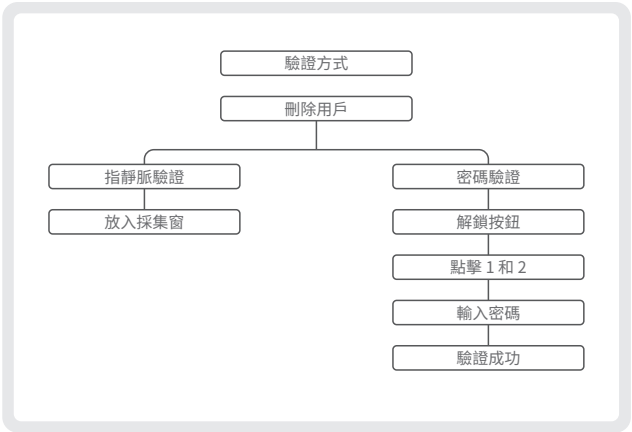 驗證方式
刪除用戶
指靜脈驗證
密碼驗證
放入採集窗
解鎖按鈕
點擊 1 和 2
輸入密碼
驗證成功